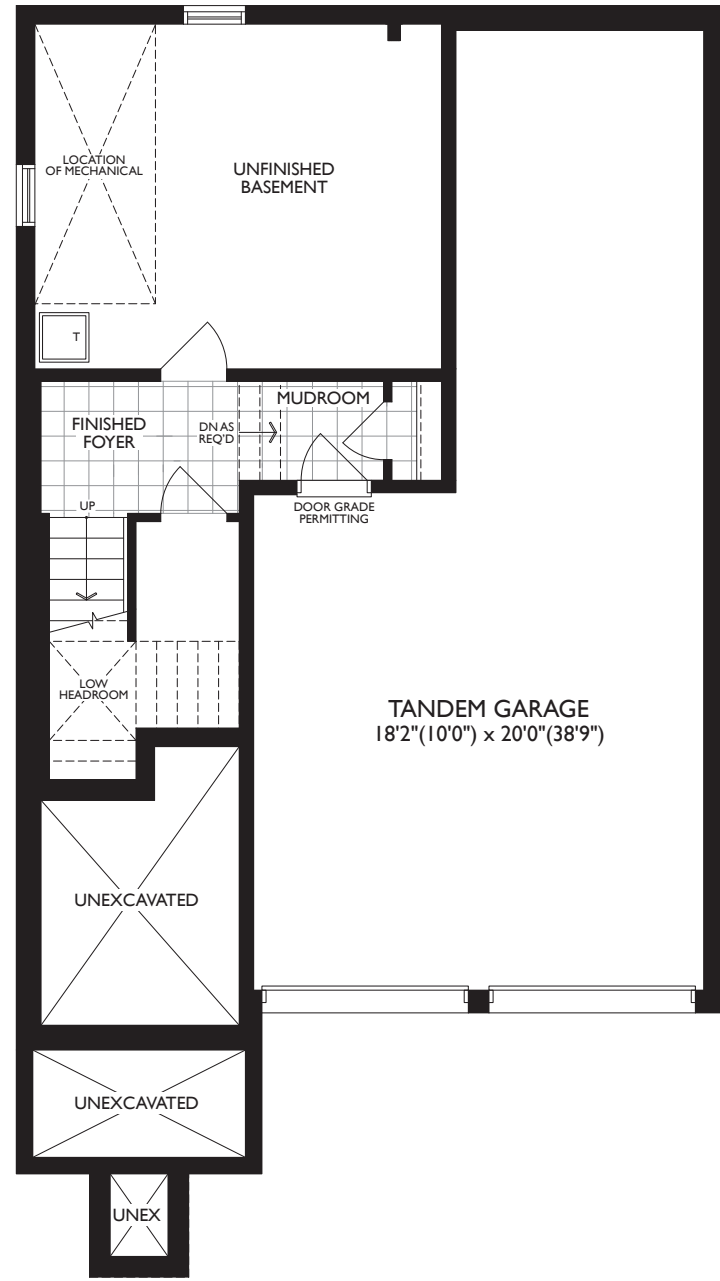 LOCATION
OF MECHANICAL
UNFINISHED
BASEMENT
T
FINISHED
FOYER
DN AS
REQ'D
MUDROOM
UP
DOOR GRADE
PERMITTING
LOW
HEADROOM
TANDEM GARAGE
18'2"(10'0") x 20'0"(38'9")
UNEXCAVATED
UNEXCAVATED
UNEX